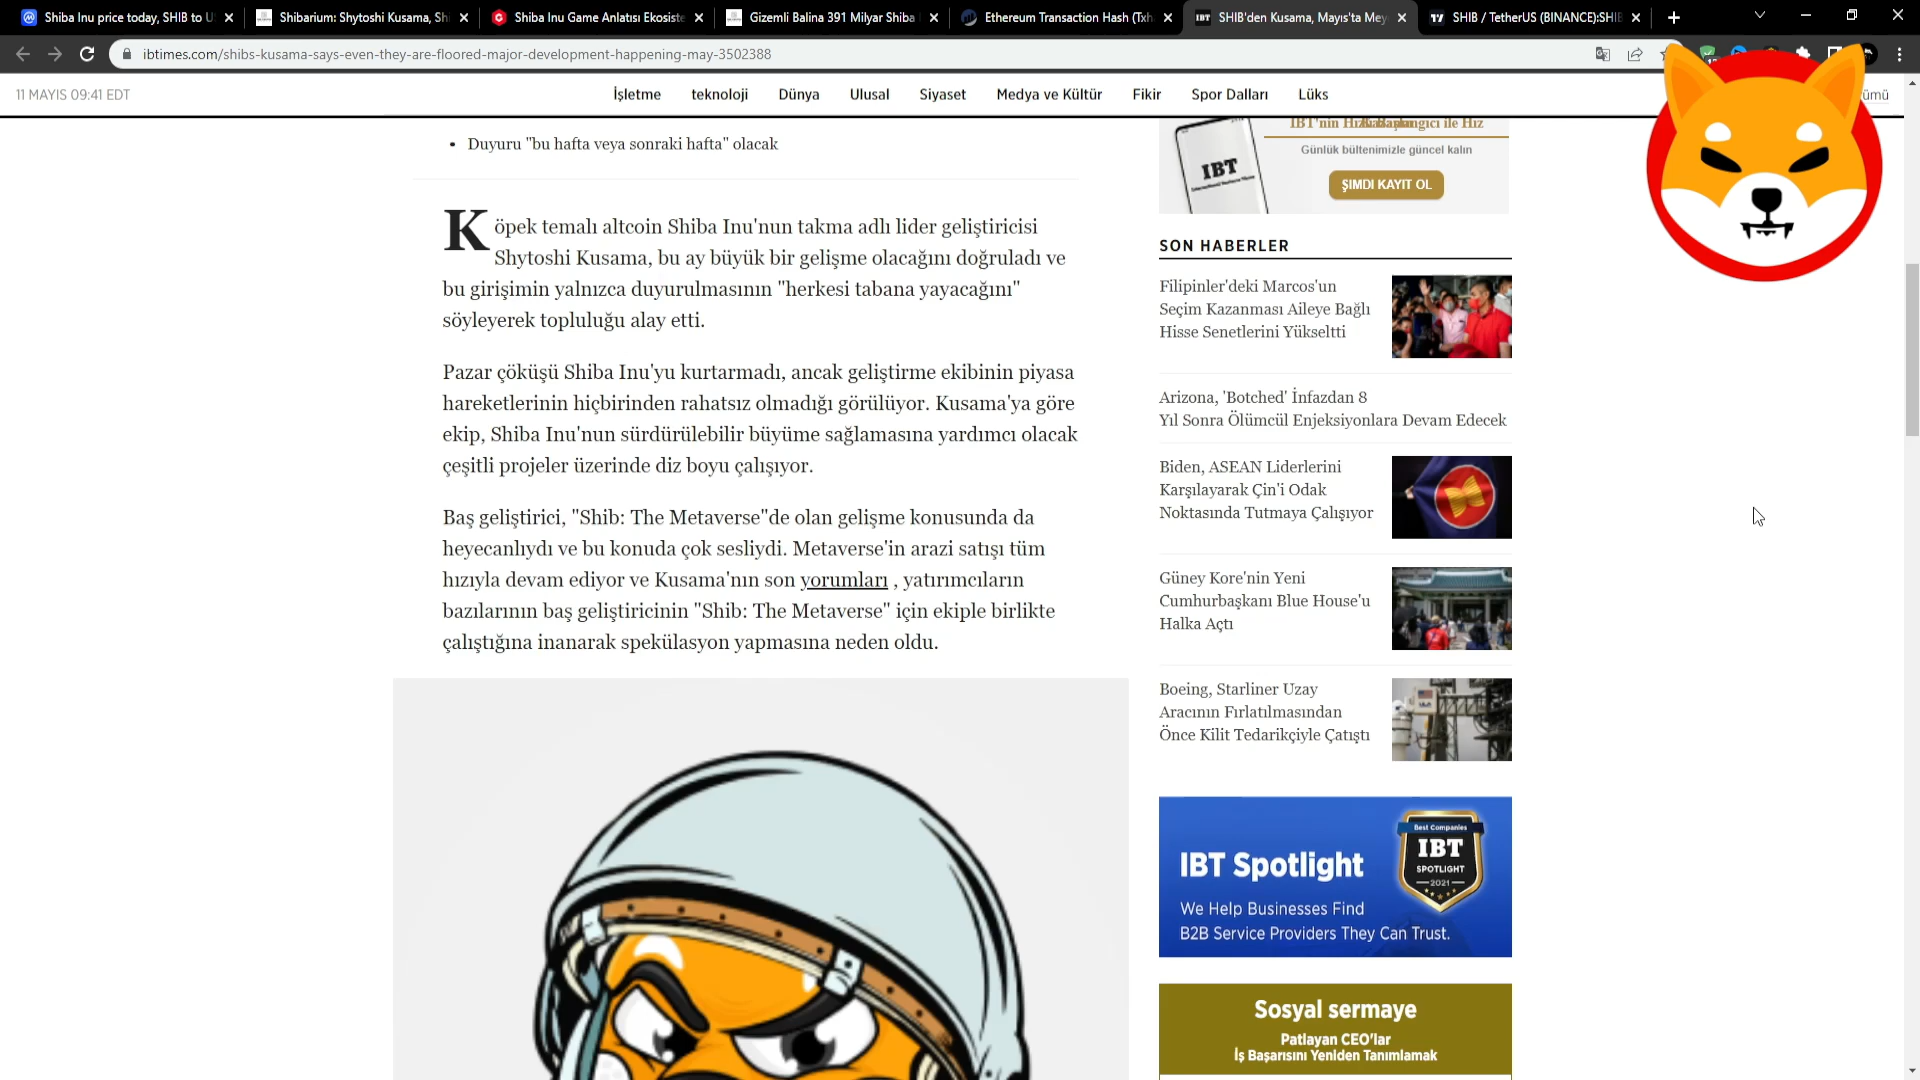 Shiba Inu price today, SHIB to U
Shibarium: Shytoshi Kusama, Sh
Shiba Inu Game Anlatısı Ekosiste
Gizemli Balina 391 Milyar Shiba
Ethereum Transaction Hash (Txh
SHIB'den Kusama, Mayıs'ta Mey
SHIB / TetherUS (BINANCE):SHIE
ibtimes.com/shibs-kusama-says-even-they-are-floored-major-development-happening-may-3502388
11 MAYIS 09:41 EDT
İşletme teknoloji Dünya Ulusal Siyaset Medya ve Kültür Fikir Spor Dalları Lüks
ümü
• Duyuru "bu hafta veya sonraki hafta" olacak
Köpek temalı altcoin Shiba Inu'nun takma adlı lider geliştiricisi
Shytoshi Kusama, bu ay büyük bir gelişme olacağını doğruladı ve
bu girişimin yalnızca duyurulmasının "herkesi tabana yayacağını"
söyleyerek topluluğu alay etti.
Pazar çöküşü Shiba Inu'yu kurtarmadı, ancak geliştirme ekibinin piyasa
hareketlerinin hiçbirinden rahatsız olmadığı görülüyor. Kusama'ya göre
ekip, Shiba Inu'nun sürdürülebilir büyüme sağlamasına yardımcı olacak
çeşitli projeler üzerinde diz boyu çalışıyor.
Baş geliştirici, "Shib: The Metaverse"de olan gelişme konusunda da
heyecanlıydı ve bu konuda çok sesliydi. Metaverse'in arazi satışı tüm
hızıyla devam ediyor ve Kusama'nın son yorumları , yatırımcıların
bazılarının baş geliştiricinin "Shib: The Metaverse" için ekiple birlikte
çalıştığına inanarak spekülasyon yapmasına neden oldu.
IBT'nin
ile Hız
IBT
Günlük bültenimizle güncel kalın
ŞIMDI KAYIT OL
SON HABERLER
Filipinler'deki Marcos'un
Seçim Kazanması Aileye Bağlı
Hisse Senetlerini Yükseltti
Arizona, 'Botched' İnfazdan 8
Yıl Sonra Ölümcül Enjeksiyonlara Devam Edecek
Biden, ASEAN Liderlerini
Karşılayarak Çin'i Odak
Noktasında Tutmaya Çalışıyor
Güney Kore'nin Yeni
Cumhurbaşkanı Blue House'u
Halka Açtı
Boeing, Starliner Uzay
Aracının Fırlatılmasından
Önce Kilit Tedarikçiyle Çatıştı
IBT Spotlight
We Help Businesses Find
B2B Service Providers They Can Trust.
Best Companies
IBT
SPOTLIGHT
2021
Sosyal sermaye
Patlayan CEO'lar
İş Başarısını Yeniden Tanımlamak